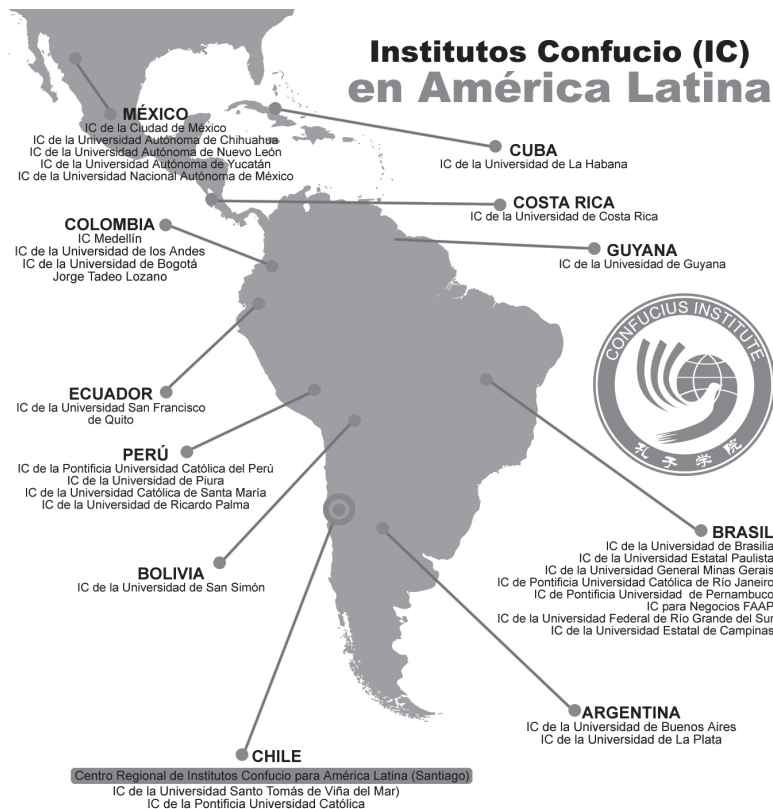 Institutos Confucio (IC)
en América Latina
MÉXICO
IC de la Ciudad de México
IC de la Universidad Autónoma de Chihuahua
IC de la Universidad Autónoma de Nuevo León
IC de la Universidad Autónoma de Yucatán
IC de la Universidad Nacional Autónoma de México
CUBA
IC de la Universidad de La Habana
COSTA RICA
IC de la Universidad de Costa Rica
COLOMBIA
IC Medellín
IC de la Universidad de los Andes
IC de la Universidad de Bogotá
Jorge Tadeo Lozano
GUYANA
IC de la Univesidad de Guyana
CONFUCIUS INSTITUTE
孔子学院
ECUADOR
IC de la Universidad San Francisco
de Quito
PERÚ
IC de la Pontificia Universidad Católica del Perú
IC de la Universidad de Piura
IC de la Universidad Católica de Santa María
IC de la Universidad de Ricardo Palma
BOLIVIA
IC de la Universidad de San Simón
BRASIL
IC de la Universidad de Brasilia
IC de la Universidad Estatal Paulista
IC de la Universidad General Minas Gerais
IC de Pontificia Universidad Católica de Río Janeiro
IC de Pontificia Universidad de Pernambuco
IC para Negocios FAAP
IC de la Universidad Federal de Río Grande del Sur
IC de la Universidad Estatal de Campinas
ARGENTINA
IC de la Universidad de Buenos Aires
IC de la Universidad de La Plata
CHILE
Centro Regional de Institutos Confucio para América Latina (Santiago)
IC de la Universidad Santo Tomás de Viña del Mar)
IC de la Pontificia Universidad Católica